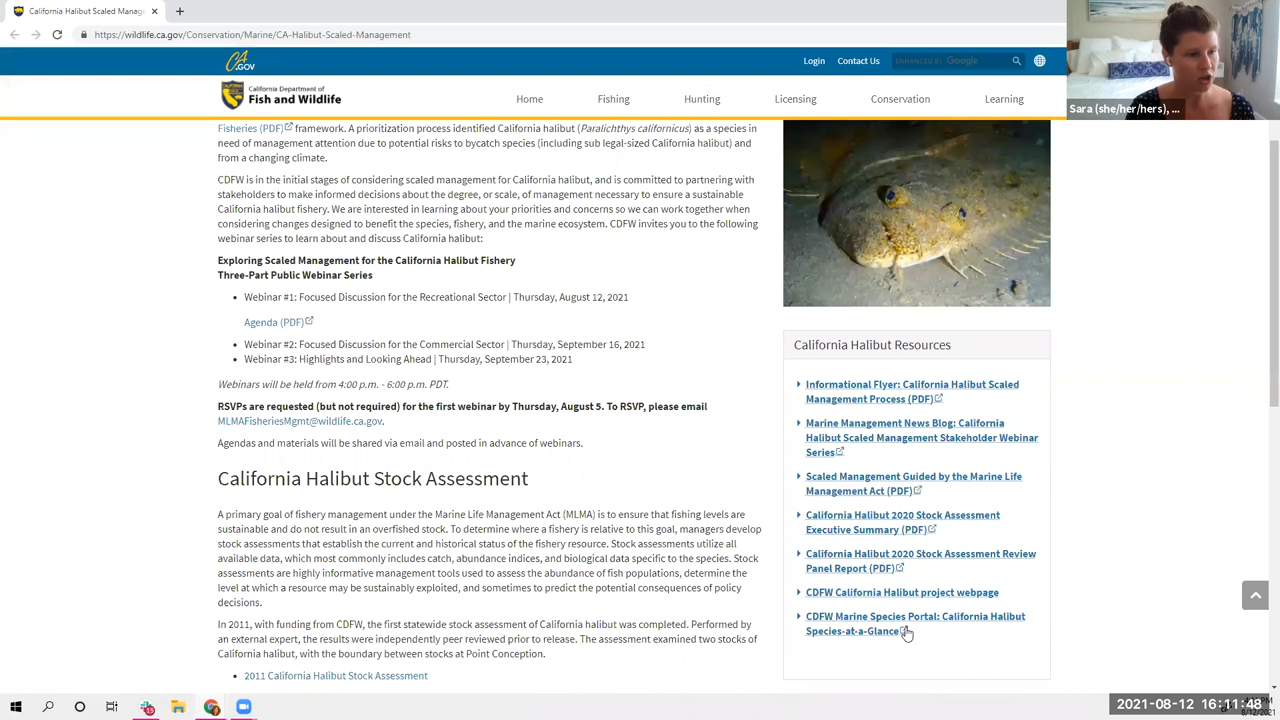 California Halibut Scaled Manag
https://wildlife.ca.gov/Conservation/Marine/CA-Halibut-Scaled-Management
CA
.GOV
Login
Contact Us
ENHANCED BY Google
California Department of
Fish and Wildlife
Home
Fishing
Hunting
Licensing
Conservation
Learning
Sara (she/her/hers), ...
Fisheries (PDF) framework. A prioritization process identified California halibut (Paralichthys californicus) as a species in
need of management attention due to potential risks to bycatch species (including sub legal-sized California halibut) and
from a changing climate.
CDFW is in the initial stages of considering scaled management for California halibut, and is committed to partnering with
stakeholders to make informed decisions about the degree, or scale, of management necessary to ensure a sustainable
California halibut fishery. We are interested in learning about your priorities and concerns so we can work together when
considering changes designed to benefit the species, fishery, and the marine ecosystem. CDFW invites you to the following
webinar series to learn about and discuss California halibut:
Exploring Scaled Management for the California Halibut Fishery
Three-Part Public Webinar Series
• Webinar #1: Focused Discussion for the Recreational Sector | Thursday, August 12, 2021
Agenda (PDF)
• Webinar #2: Focused Discussion for the Commercial Sector | Thursday, September 16, 2021
• Webinar #3: Highlights and Looking Ahead | Thursday, September 23, 2021
Webinars will be held from 4:00 p.m. - 6:00 p.m. PDT.
RSVPs are requested (but not required) for the first webinar by Thursday, August 5. To RSVP, please email
MLMAFisheriesMgmt@wildlife.ca.gov.
Agendas and materials will be shared via email and posted in advance of webinars.
California Halibut Stock Assessment
A primary goal of fishery management under the Marine Life Management Act (MLMA) is to ensure that fishing levels are
sustainable and do not result in an overfished stock. To determine where a fishery is relative to this goal, managers develop
stock assessments that establish the current and historical status of the fishery resource. Stock assessments utilize all
available data, which most commonly includes catch, abundance indices, and biological data specific to the species. Stock
assessments are highly informative management tools used to assess the abundance of fish populations, determine the
level at which a resource may be sustainably exploited, and sometimes to predict the potential consequences of policy
decisions.
In 2011, with funding from CDFW, the first statewide stock assessment of California halibut was completed. Performed by
an external expert, the results were independently peer reviewed prior to release. The assessment examined two stocks of
California halibut, with the boundary between stocks at Point Conception.
• 2011 California Halibut Stock Assessment
California Halibut Resources
Informational Flyer: California Halibut Scaled
Management Process (PDF)
Marine Management News Blog: California
Halibut Scaled Management Stakeholder Webinar
Series
Scaled Management Guided by the Marine Life
Management Act (PDF)
California Halibut 2020 Stock Assessment
Executive Summary (PDF)
California Halibut 2020 Stock Assessment Review
Panel Report (PDF)
CDFW California Halibut project webpage
CDFW Marine Species Portal: California Halibut
Species-at-a-Glance
15
2021-08-12 16:11:48